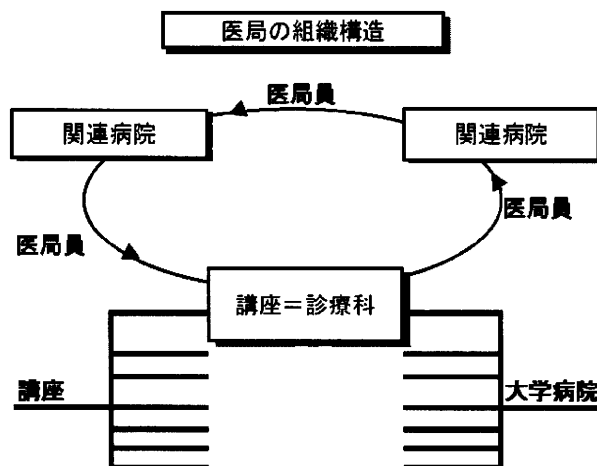 医局の組織構造
医局員
関連病院
関連病院
医局員
医局員
講座=診療科
講座
大学病院